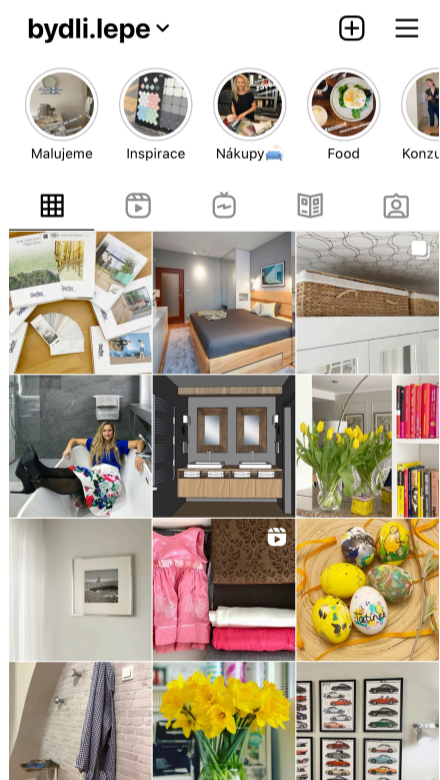 bydli.lepe
Malujeme
Inspirace
Nákupy🛏️
Food
Konzu